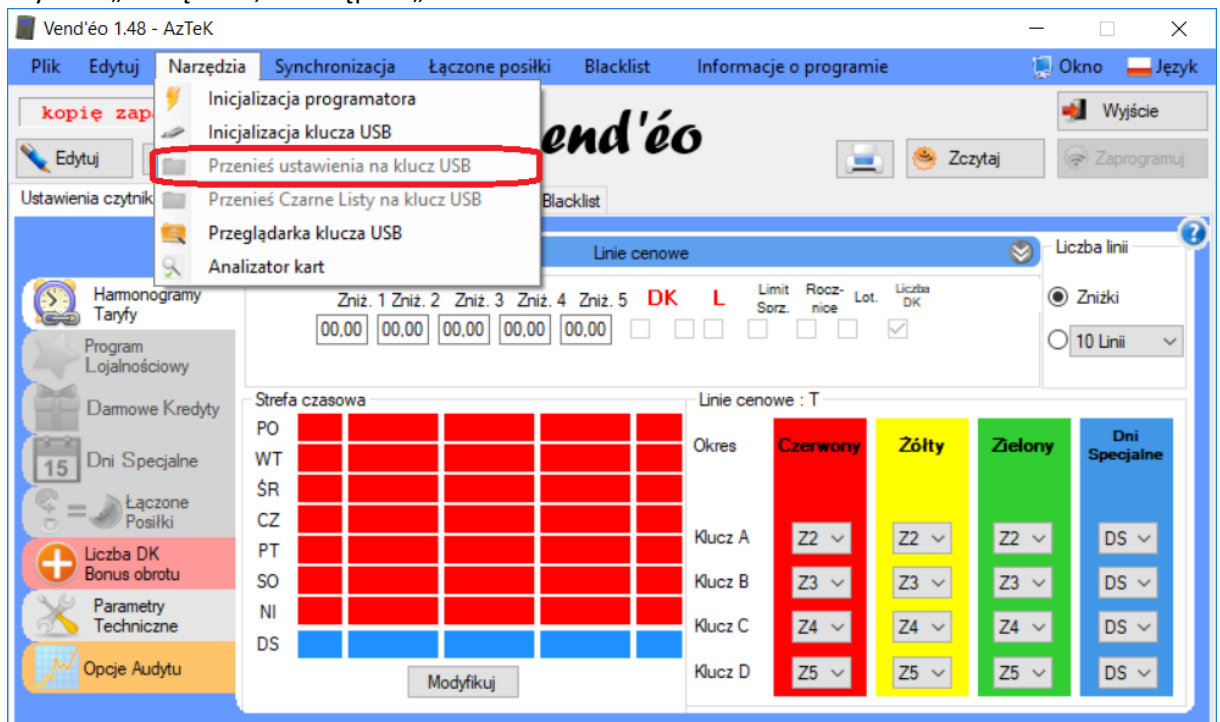 Vend'éo 1.48 - AzTeK
Plik Edytuj Narzędzia Synchronizacja Łączone posiłki Blacklist Informacje o programie Okno Język
kopię
Inicjalizacja programatora
Inicjalizacja klucza USB
Przenieś ustawienia na klucz USB
Przenieś Czarne Listy na klucz USB
Przeglądarka klucza USB
Analizator kart
end'éo
Wyjście
Edytuj
Zczytaj
Zaprogramuj
Ustawienia
Blacklist
Linie cenowe
Liczba linii
Zniżki
10 Linii
Harmonogramy
Taryfy
Program
Lojalnościowy
Darmowe Kredyty
15 Dni Specjalne
= Łączone
Posiłki
Liczba DK
Bonus obrotu
Parametry
Techniczne
Opcje Audytu
Zniż. 1 Zniż. 2 Zniż. 3 Zniż. 4 Zniż. 5 DK L Limit Sprz. Rocz-nice Lot. Liczba DK
00,00 00,00 00,00 00,00 00,00
Strefa czasowa
PO
WT
ŚR
CZ
PT
SO
NI
DS
Modyfikuj
Linie cenowe : T
Okres Czerwony Żółty Zielony Dni Specjalne
Klucz A Z2 Z2 Z2 DS
Klucz B Z3 Z3 Z3 DS
Klucz C Z4 Z4 Z4 DS
Klucz D Z5 Z5 Z5 DS